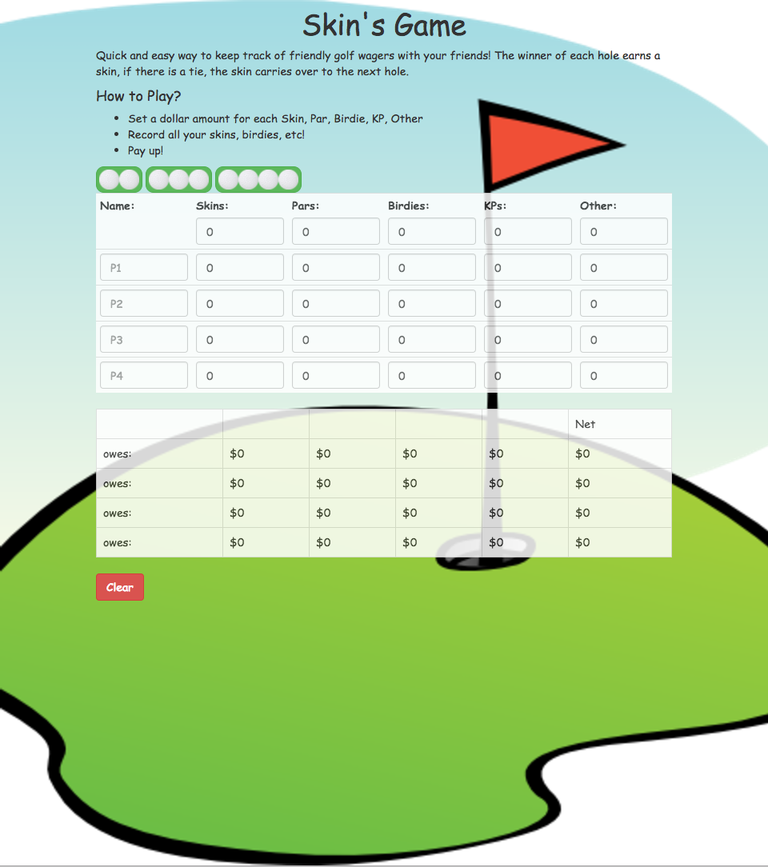 Skin's Game
Quick and easy way to keep track of friendly golf wagers with your friends! The winner of each hole earns a
skin, if there is a tie, the skin carries over to the next hole.
How to Play?
• Set a dollar amount for each Skin, Par, Birdie, KP, Other
• Record all your skins, birdies, etc!
• Pay up!
Name: Skins: Pars: Birdies: KPs: Other:
0 0 0 0 0
P1 0 0 0 0 0
P2 0 0 0 0 0
P3 0 0 0 0 0
P4 0 0 0 0 0
Net
owes: $0 $0 $0 $0 $0
owes: $0 $0 $0 $0 $0
owes: $0 $0 $0 $0 $0
owes: $0 $0 $0 $0 $0
Clear